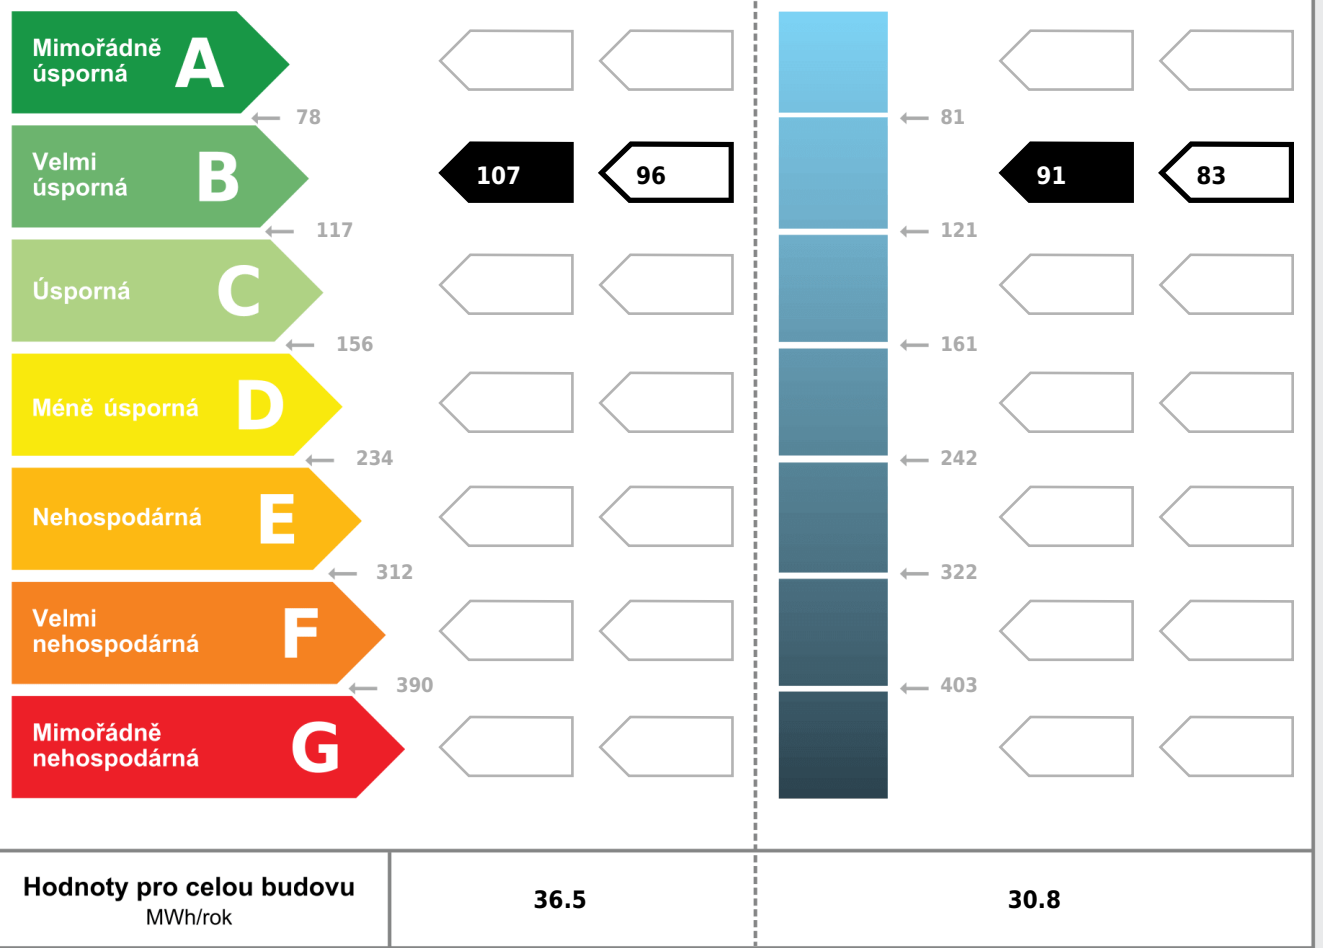 Mimořádně
úsporná
A
78
81
Velmi
úsporná
B
107
96
91
83
117
121
Úsporná
C
156
161
Méně úsporná
D
234
242
Nehospodárná
E
312
322
Velmi
nehospodárná
F
390
403
Mimořádně
nehospodárná
G
Hodnoty pro celou budovu
MWh/rok
36.5
30.8